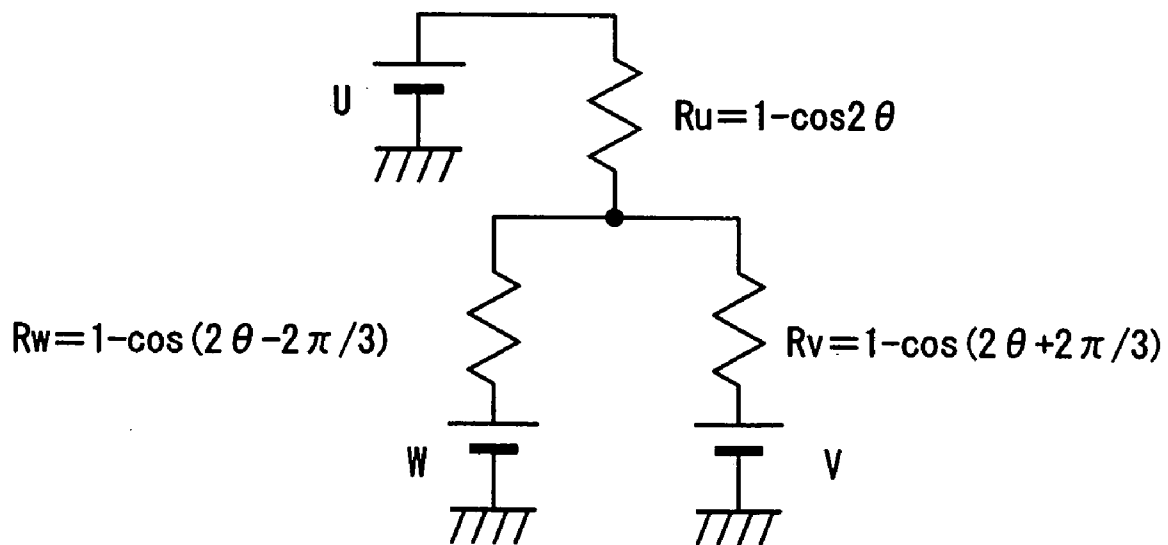 U
Ru=1-cos2θ
Rw=1-cos(2θ-2π/3)
Rv=1-cos(2θ+2π/3)
W
V